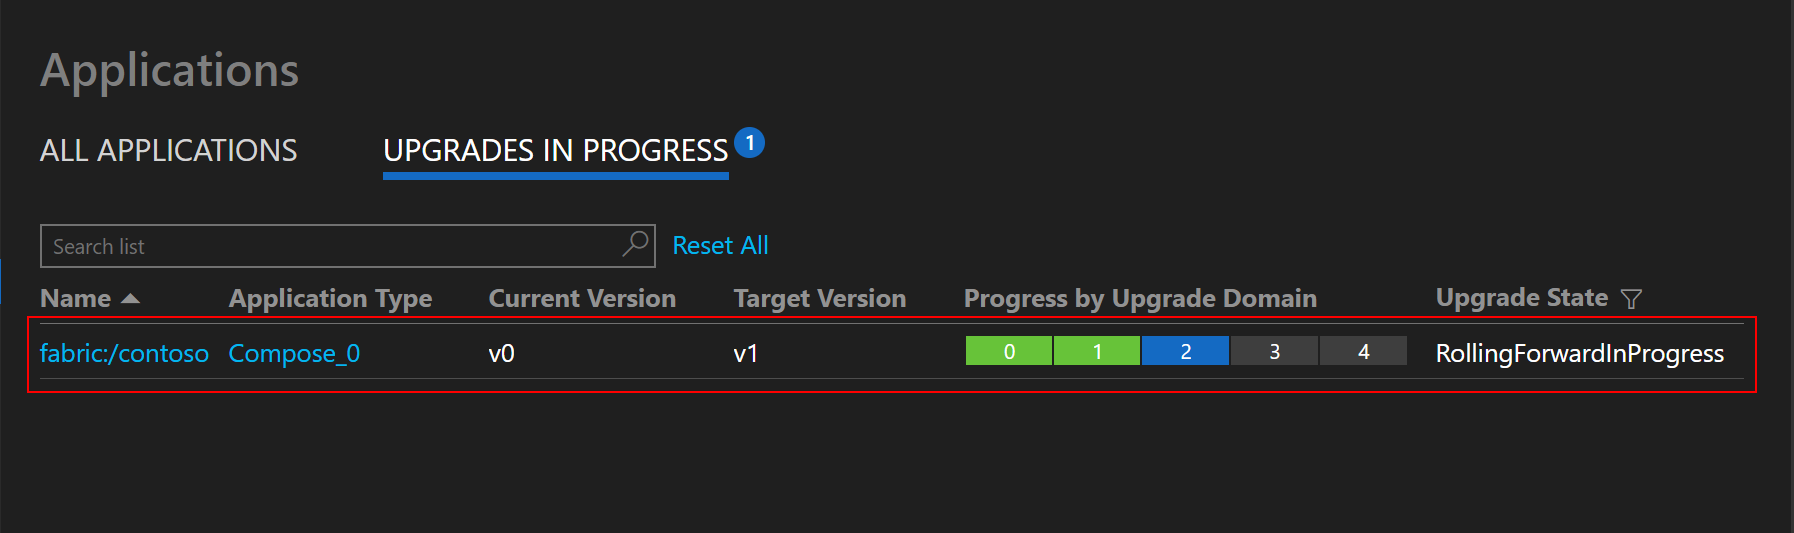 Applications
ALL APPLICATIONS UPGRADES IN PROGRESS 1
Search list Reset All
Name Application Type Current Version Target Version Progress by Upgrade Domain Upgrade State
fabric:/contoso Compose_0 v0 v1 0 1 2 3 4 RollingForwardInProgress